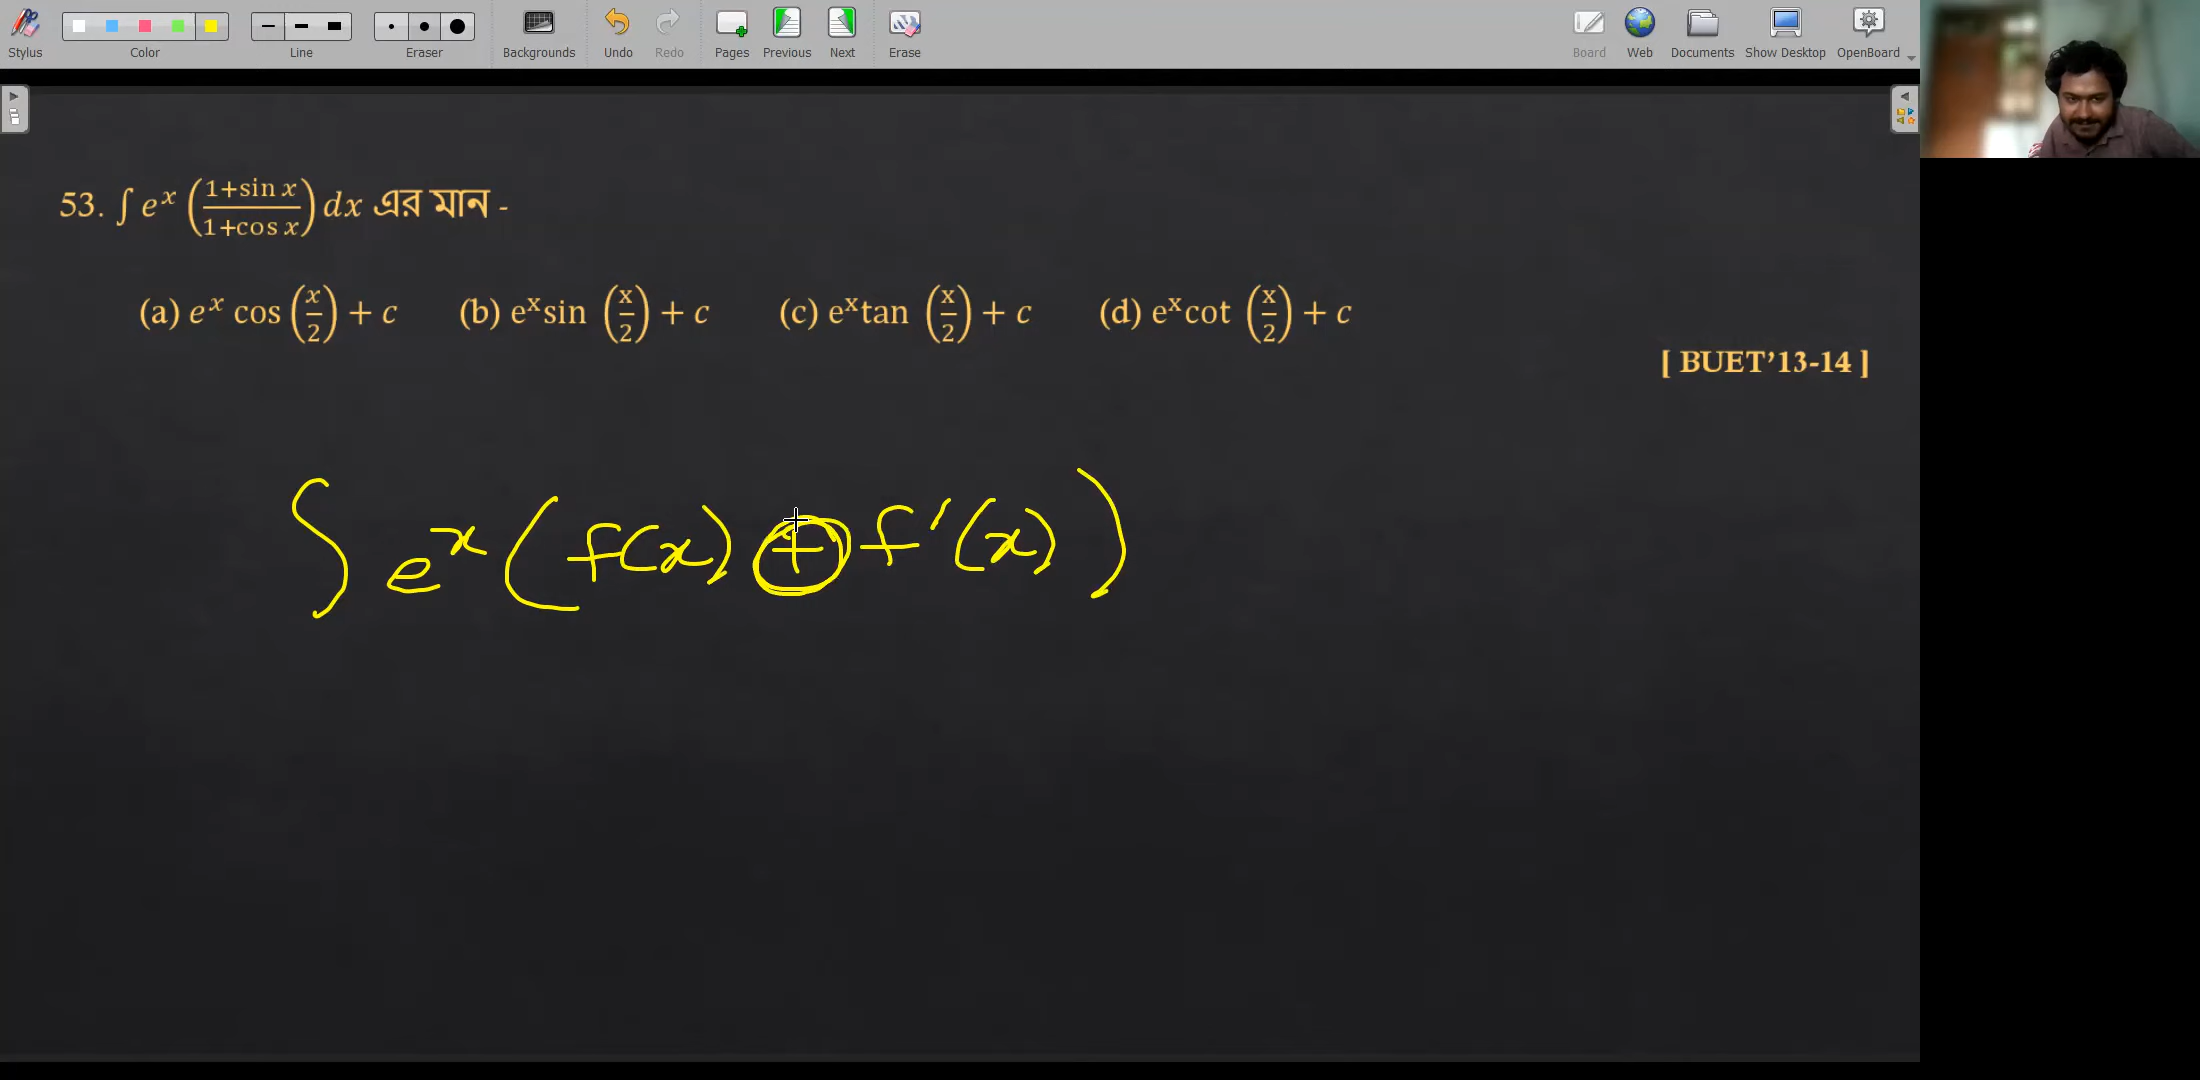 Stylus Color Line Eraser Backgrounds Undo Redo Pages Previous Next Erase Board Web Documents Show Desktop OpenBoard
53. ∫ eˣ ((1+sin x)/(1+cos x)) dx এর মান -
(a) eˣ cos (x/2) + c (b) eˣsin (x/2) + c (c) eˣtan (x/2) + c (d) eˣcot (x/2) + c
[ BUET’13-14 ]
∫ eˣ (f(x) + f′(x))